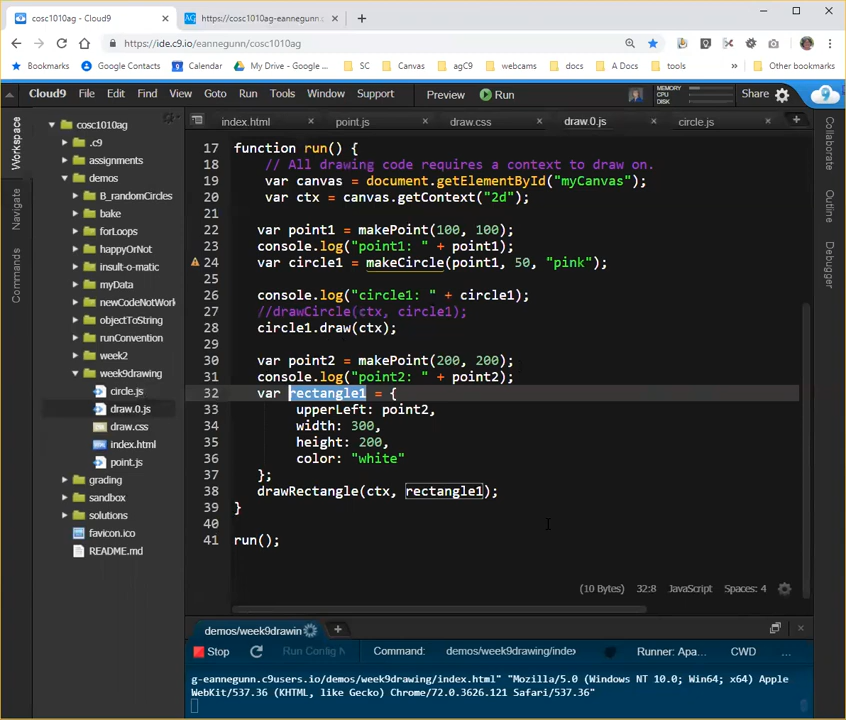 cosc1010ag - Cloud9
https://cosc1010ag-eannegunn.
https://ide.c9.io/eannegunn/cosc1010ag
Bookmarks
Google Contacts
Calendar
My Drive - Google ...
SC
Canvas
agC9
webcams
docs
A Docs
tools
»
Other bookmarks
Cloud9 File Edit Find View Goto Run Tools Window Support Preview Run
MEMORY
CPU
DISK
Share
Workspace
Navigate
Commands
cosc1010ag
.c9
assignments
demos
B_randomCircles
bake
forLoops
happyOrNot
insult-o-matic
myData
newCodeNotWork
objectToString
runConvention
week2
week9drawing
circle.js
draw.0.js
draw.css
index.html
point.js
grading
sandbox
solutions
favicon.ico
README.md
index.html point.js draw.css draw.0.js circle.js
17 function run() {
18 // All drawing code requires a context to draw on.
19 var canvas = document.getElementById("myCanvas");
20 var ctx = canvas.getContext("2d");
21
22 var point1 = makePoint(100, 100);
23 console.log("point1: " + point1);
24 var circle1 = makeCircle(point1, 50, "pink");
25
26 console.log("circle1: " + circle1);
27 //drawCircle(ctx, circle1);
28 circle1.draw(ctx);
29
30 var point2 = makePoint(200, 200);
31 console.log("point2: " + point2);
32 var rectangle1 = {
33 upperLeft: point2,
34 width: 300,
35 height: 200,
36 color: "white"
37 };
38 drawRectangle(ctx, rectangle1);
39 }
40
41 run();
(10 Bytes) 32:8 JavaScript Spaces: 4
Collaborate
Outline
Debugger
demos/week9drawin
Stop Run Config N Command: demos/week9drawing/index Runner: Apa... CWD ...
g-eannegunn.c9users.io/demos/week9drawing/index.html" "Mozilla/5.0 (Windows NT 10.0; Win64; x64) Apple
WebKit/537.36 (KHTML, like Gecko) Chrome/72.0.3626.121 Safari/537.36"